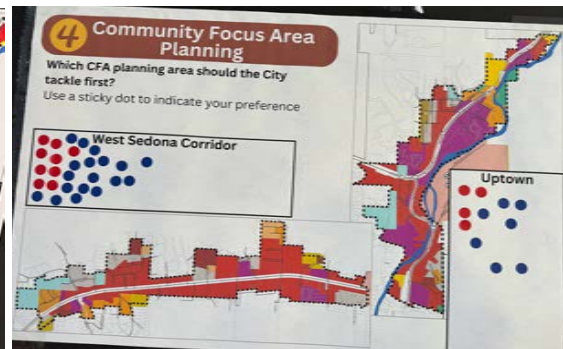 4 Community Focus Area
Planning
Which CFA planning area should the City
tackle first?
Use a sticky dot to indicate your preference
West Sedona Corridor
Uptown